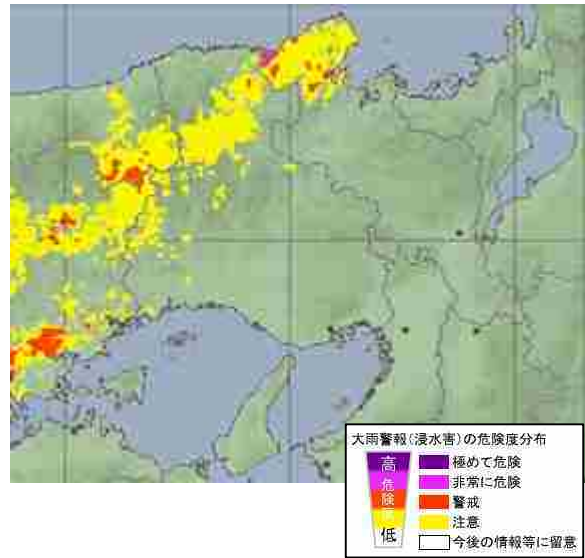 大雨警報(浸水害)の危険度分布
高
危険度
低
極めて危険
非常に危険
警戒
注意
今後の情報等に留意